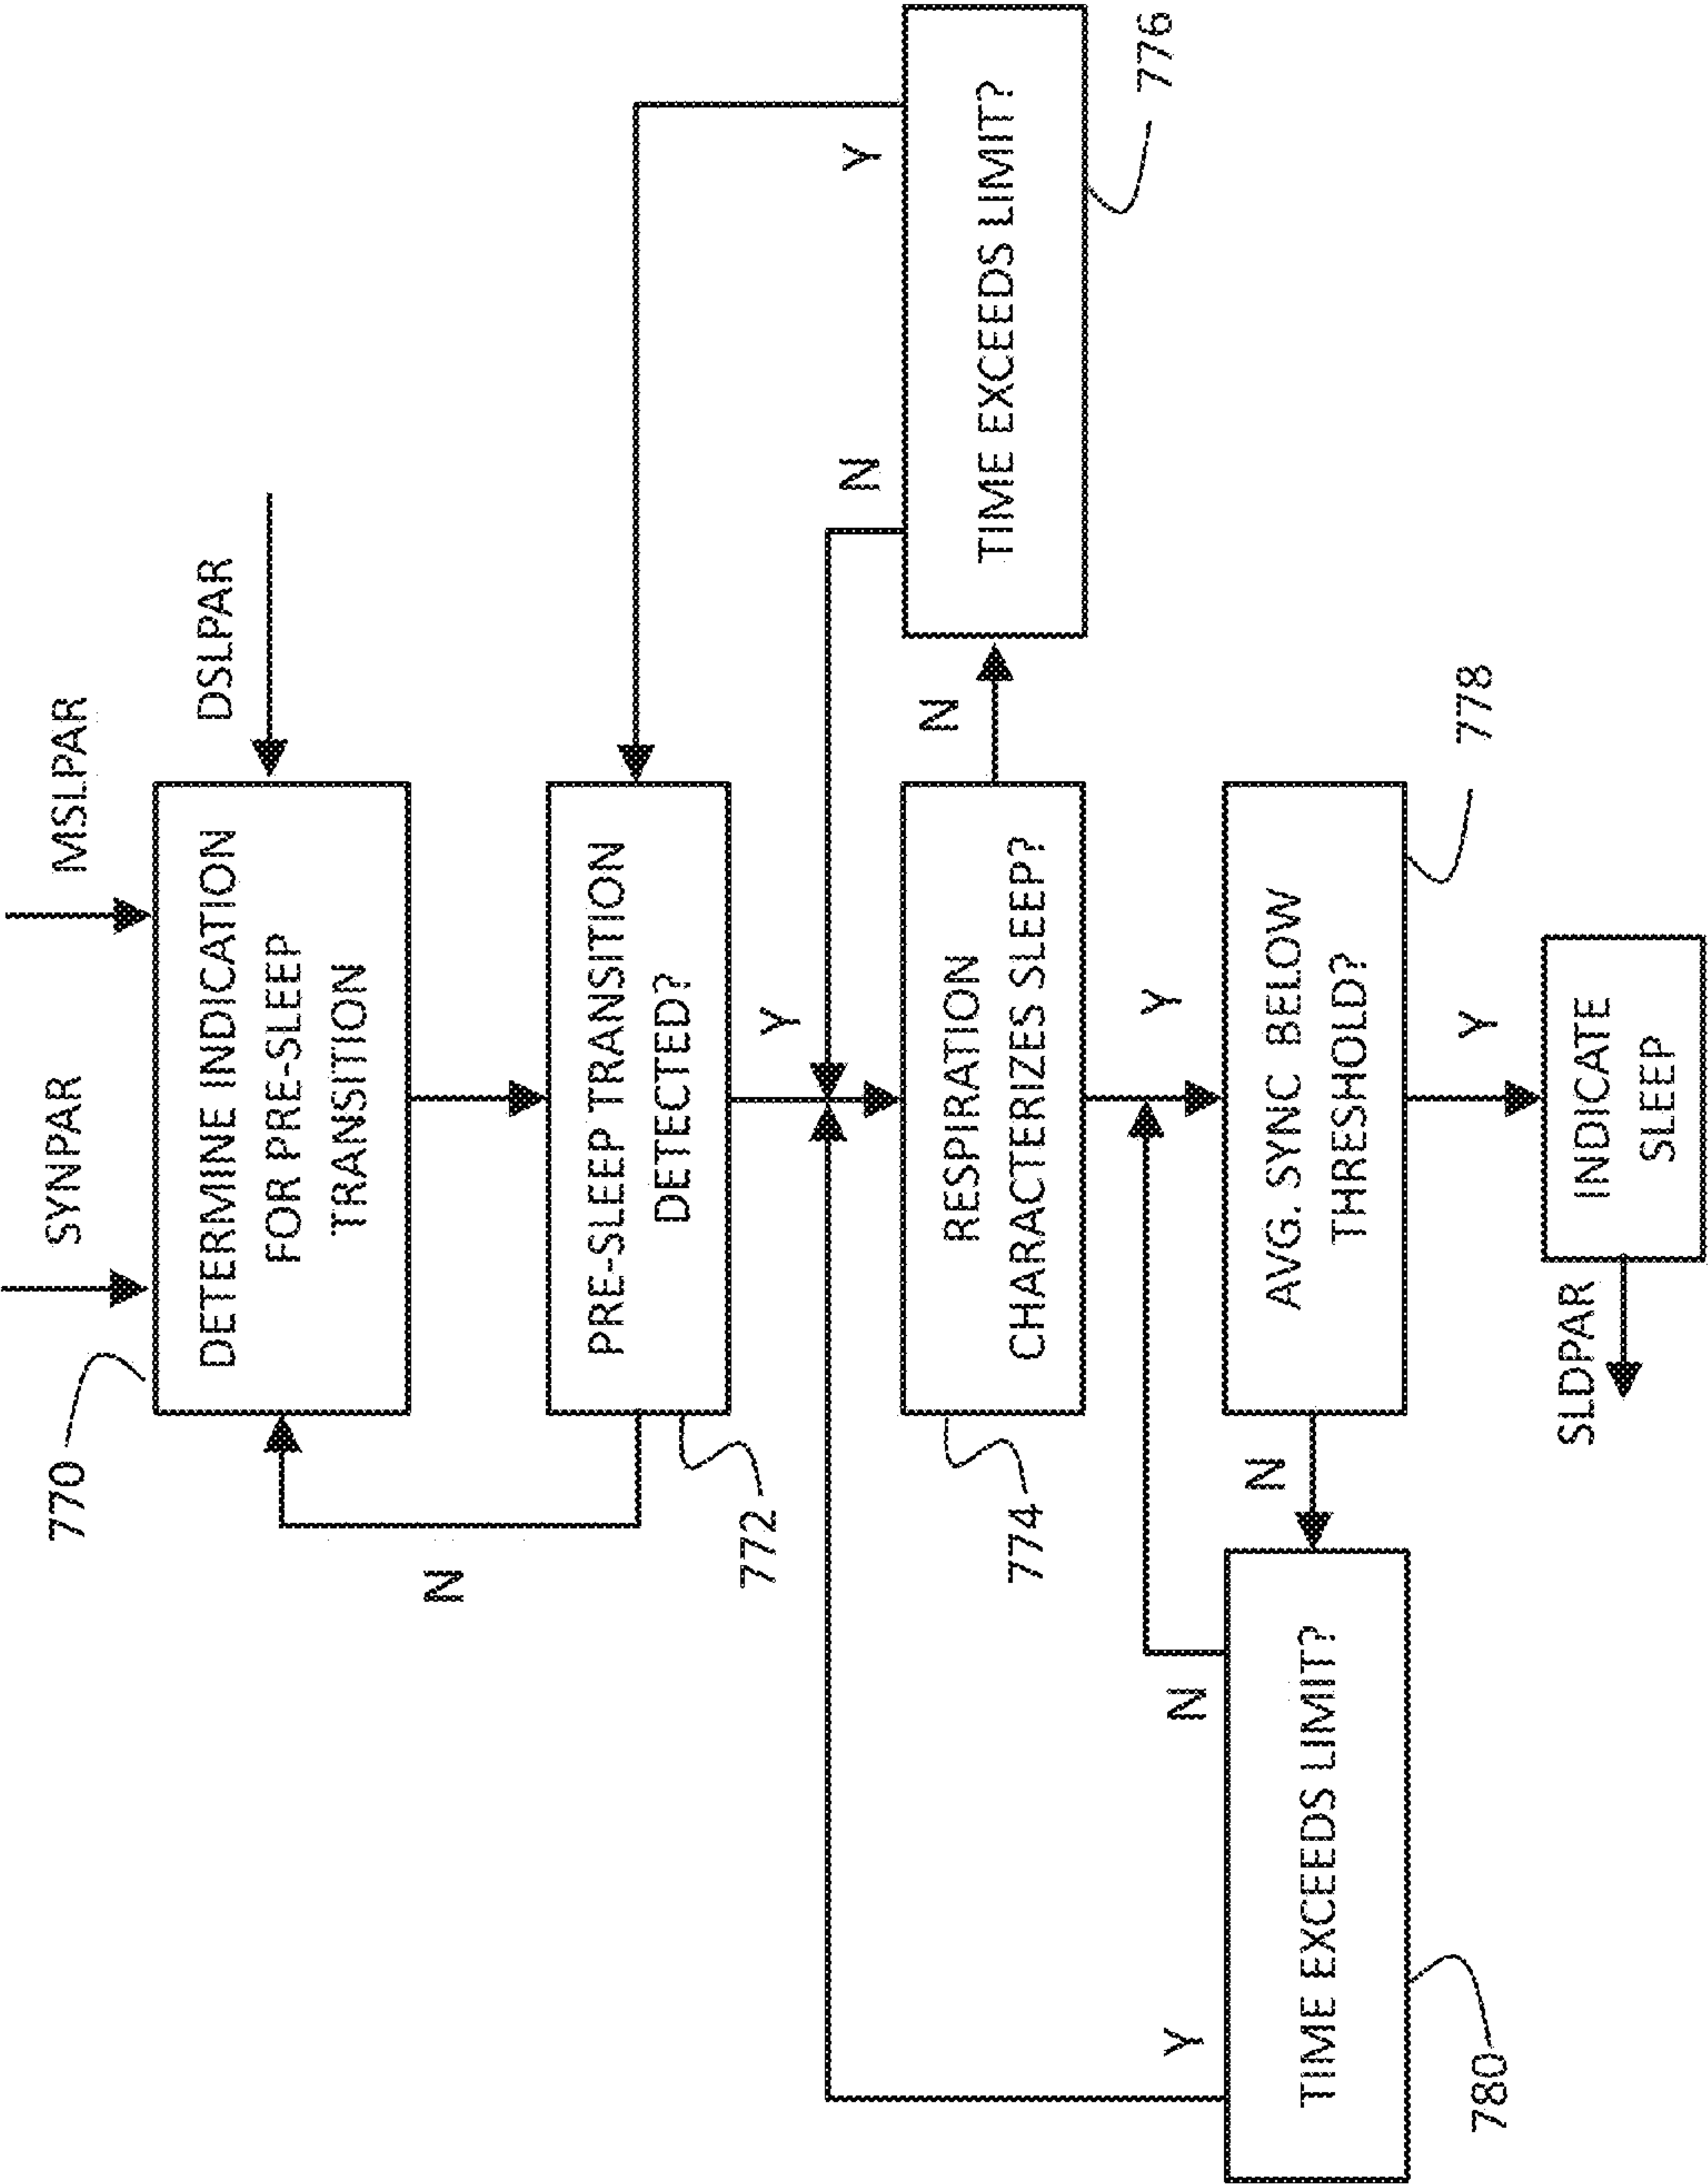 SYNPAR
MSLPAR
770
DETERMINE INDICATION
FOR PRE-SLEEP
TRANSITION
DSLPAR
N
PRE-SLEEP TRANSITION
DETECTED?
772
Y
N
Y
774
RESPIRATION
CHARACTERIZES SLEEP?
N
TIME EXCEEDS LIMIT?
776
Y
Y
N
N
AVG. SYNC BELOW
THRESHOLD?
778
TIME EXCEEDS LIMIT?
780
Y
SLDPAR
INDICATE
SLEEP